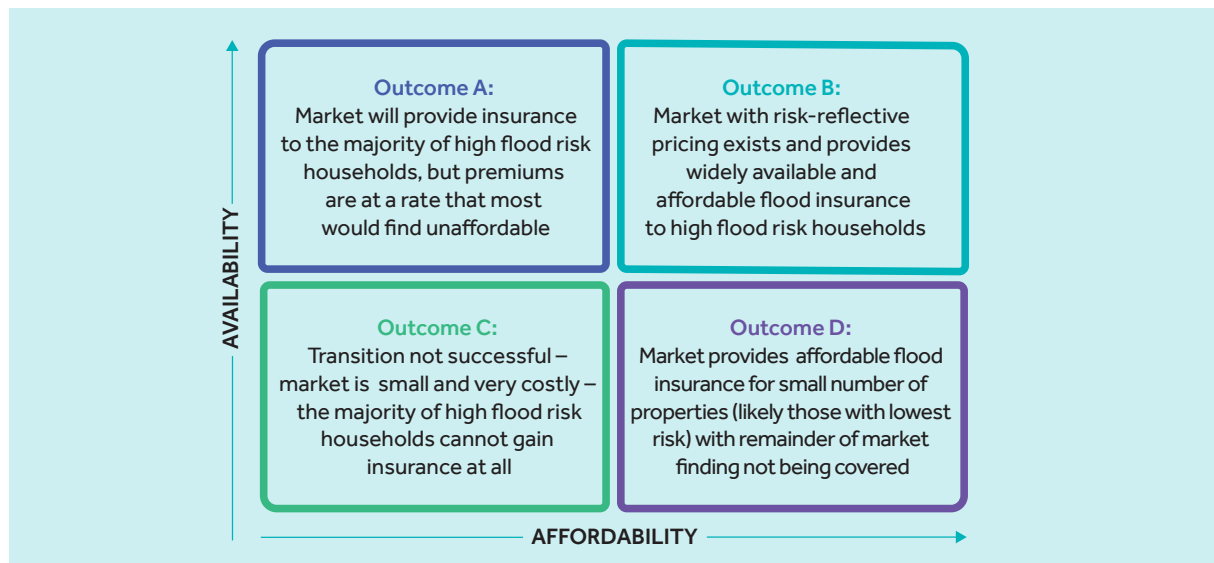 Outcome A:
Market will provide insurance
to the majority of high flood risk
households, but premiums
are at a rate that most
would find unaffordable
Outcome B:
Market with risk-reflective
pricing exists and provides
widely available and
affordable flood insurance
to high flood risk households
AVAILABILITY
Outcome C:
Transition not successful –
market is small and very costly –
the majority of high flood risk
households cannot gain
insurance at all
Outcome D:
Market provides affordable flood
insurance for small number of
properties (likely those with lowest
risk) with remainder of market
finding not being covered
AFFORDABILITY